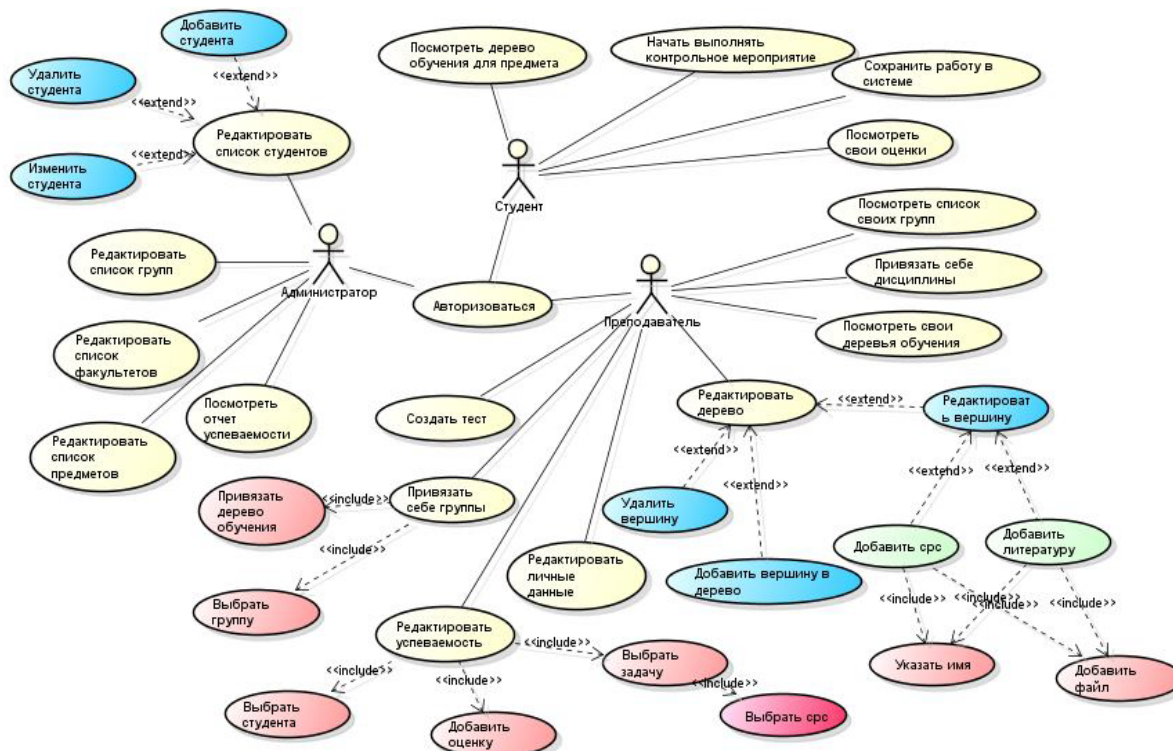 Добавить
студента
Удалить
студента
<<extend>>
<<extend>>
Изменить
студента
<<extend>>
Редактировать
список студентов
Посмотреть дерево
обучения для предмета
Начать выполнять
контрольное мероприятие
Сохранить работу в
системе
Посмотреть
свои оценки
Студент
Посмотреть список
своих групп
Привязать себе
дисциплины
Посмотреть свои
деревья обучения
Редактировать
список групп
Администратор
Авторизоваться
Преподаватель
Редактировать
список
факультетов
Посмотреть
отчет
успеваемости
Редактировать
список
предметов
Создать тест
Редактировать
дерево
<<extend>>
Редактироват
ь вершину
<<extend>>
<<extend>>
<<extend>>
<<extend>>
Привязать
дерево
обучения
<<include>>
Привязать
себе группы
Удалить
вершину
<<include>>
Выбрать
группу
Редактировать
личные
данные
Добавить вершину в
дерево
Добавить срс
Добавить
литературу
<<include>>
<<include>>
<<include>>
<<include>>
Редактировать
успеваемость
<<include>>
Выбрать
задачу
Указать имя
Добавить
файл
<<include>>
<<include>>
<<include>>
Выбрать
студента
Добавить
оценку
Выбрать срс